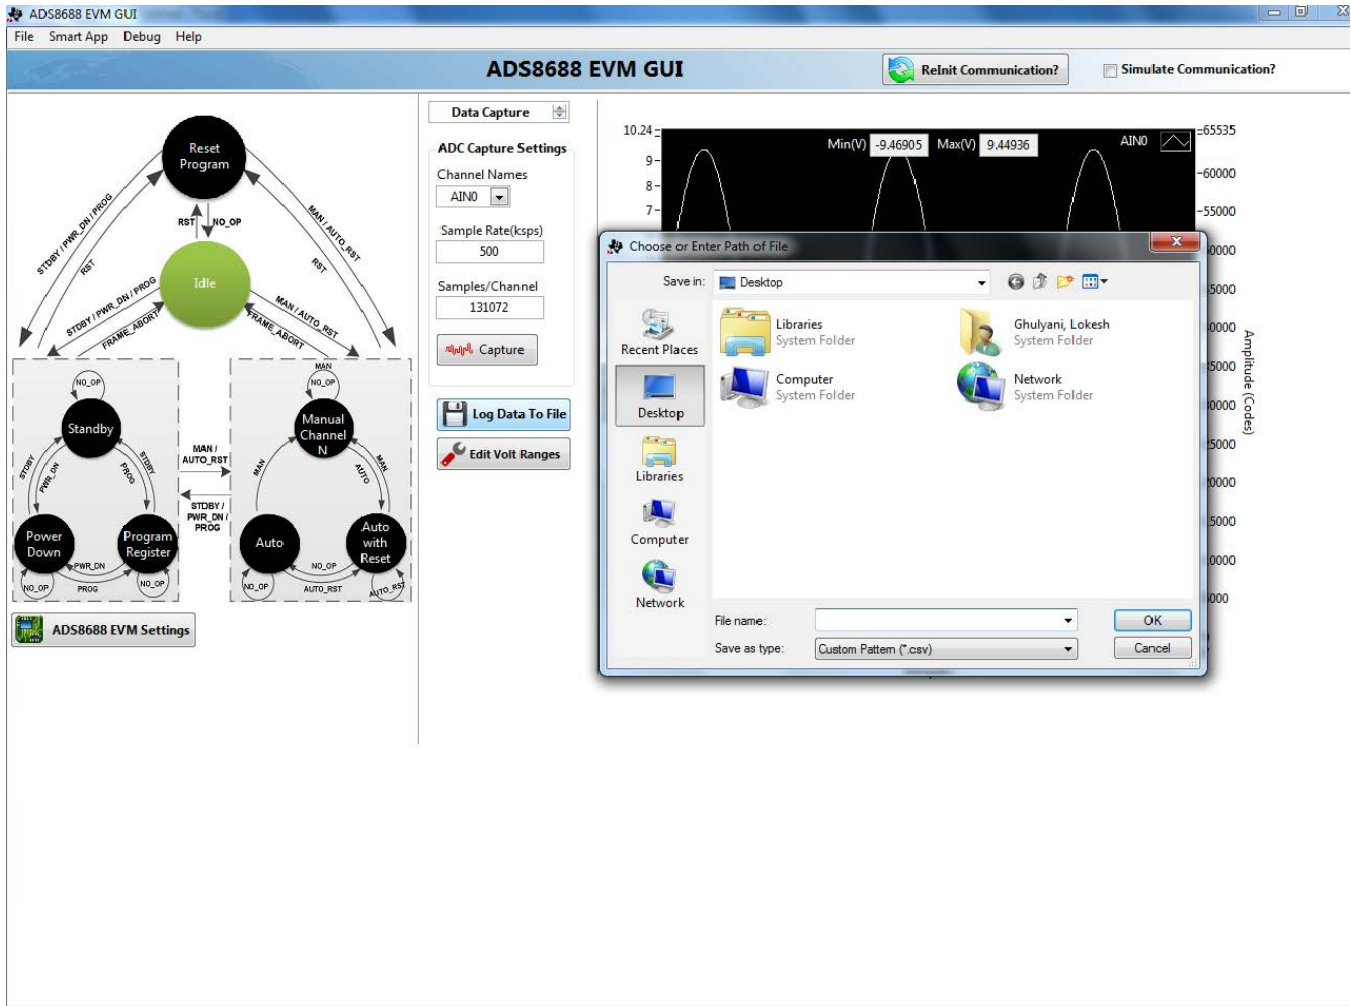 ADS8688 EVM GUI
File Smart App Debug Help
ADS8688 EVM GUI
ReInit Communication?
Simulate Communication?
Reset
Program
STDBY / PWR_DN / PROG
RST
RST
NO_OP
MAN / AUTO_RST
RST
Idle
STDBY / PWR_DN / PROG
FRAME_ABORT
MAN / AUTO_RST
FRAME_ABORT
NO_OP
Standby
STDBY
PWR_DN
PROG
STDBY
Power
Down
Program
Register
PWR_DN
NO_OP
PROG
NO_OP
MAN /
AUTO_RST
STDBY /
PWR_DN /
PROG
MAN
NO_OP
Manual
Channel
N
MAN
AUTO
MAN
Auto
Auto
with
Reset
NO_OP
NO_OP
AUTO_RST
AUTO_RST
ADS8688 EVM Settings
Data Capture
ADC Capture Settings
Channel Names
AIN0
Sample Rate(ksps)
500
Samples/Channel
131072
Capture
Log Data To File
Edit Volt Ranges
10.24
9
8
7
Min(V) -9.46905 Max(V) 9.44936
AIN0
65535
60000
55000
Amplitude (Codes)
Choose or Enter Path of File
Save in: Desktop
Recent Places
Desktop
Libraries
Computer
Network
Libraries
System Folder
Ghulyani, Lokesh
System Folder
Computer
System Folder
Network
System Folder
File name:
OK
Save as type: Custom Pattern (*.csv)
Cancel